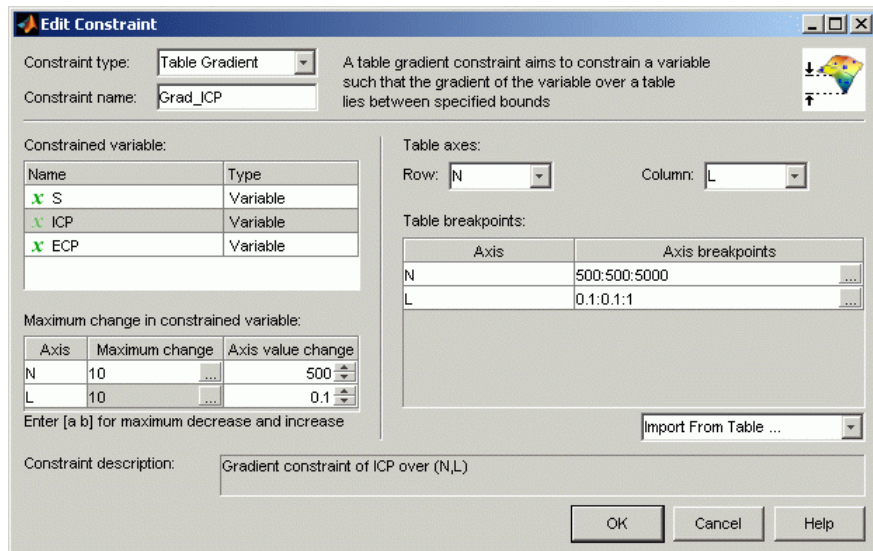 Edit Constraint
Constraint type: Table Gradient
Constraint name: Grad_ICP
A table gradient constraint aims to constrain a variable
such that the gradient of the variable over a table
lies between specified bounds
Constrained variable:
Name Type
x S Variable
x ICP Variable
x ECP Variable
Maximum change in constrained variable:
Axis Maximum change Axis value change
N 10 ... 500
L 10 ... 0.1
Enter [a b] for maximum decrease and increase
Table axes:
Row: N Column: L
Table breakpoints:
Axis Axis breakpoints
N 500:500:5000 ...
L 0.1:0.1:1 ...
Import From Table ...
Constraint description: Gradient constraint of ICP over (N,L)
OK Cancel Help